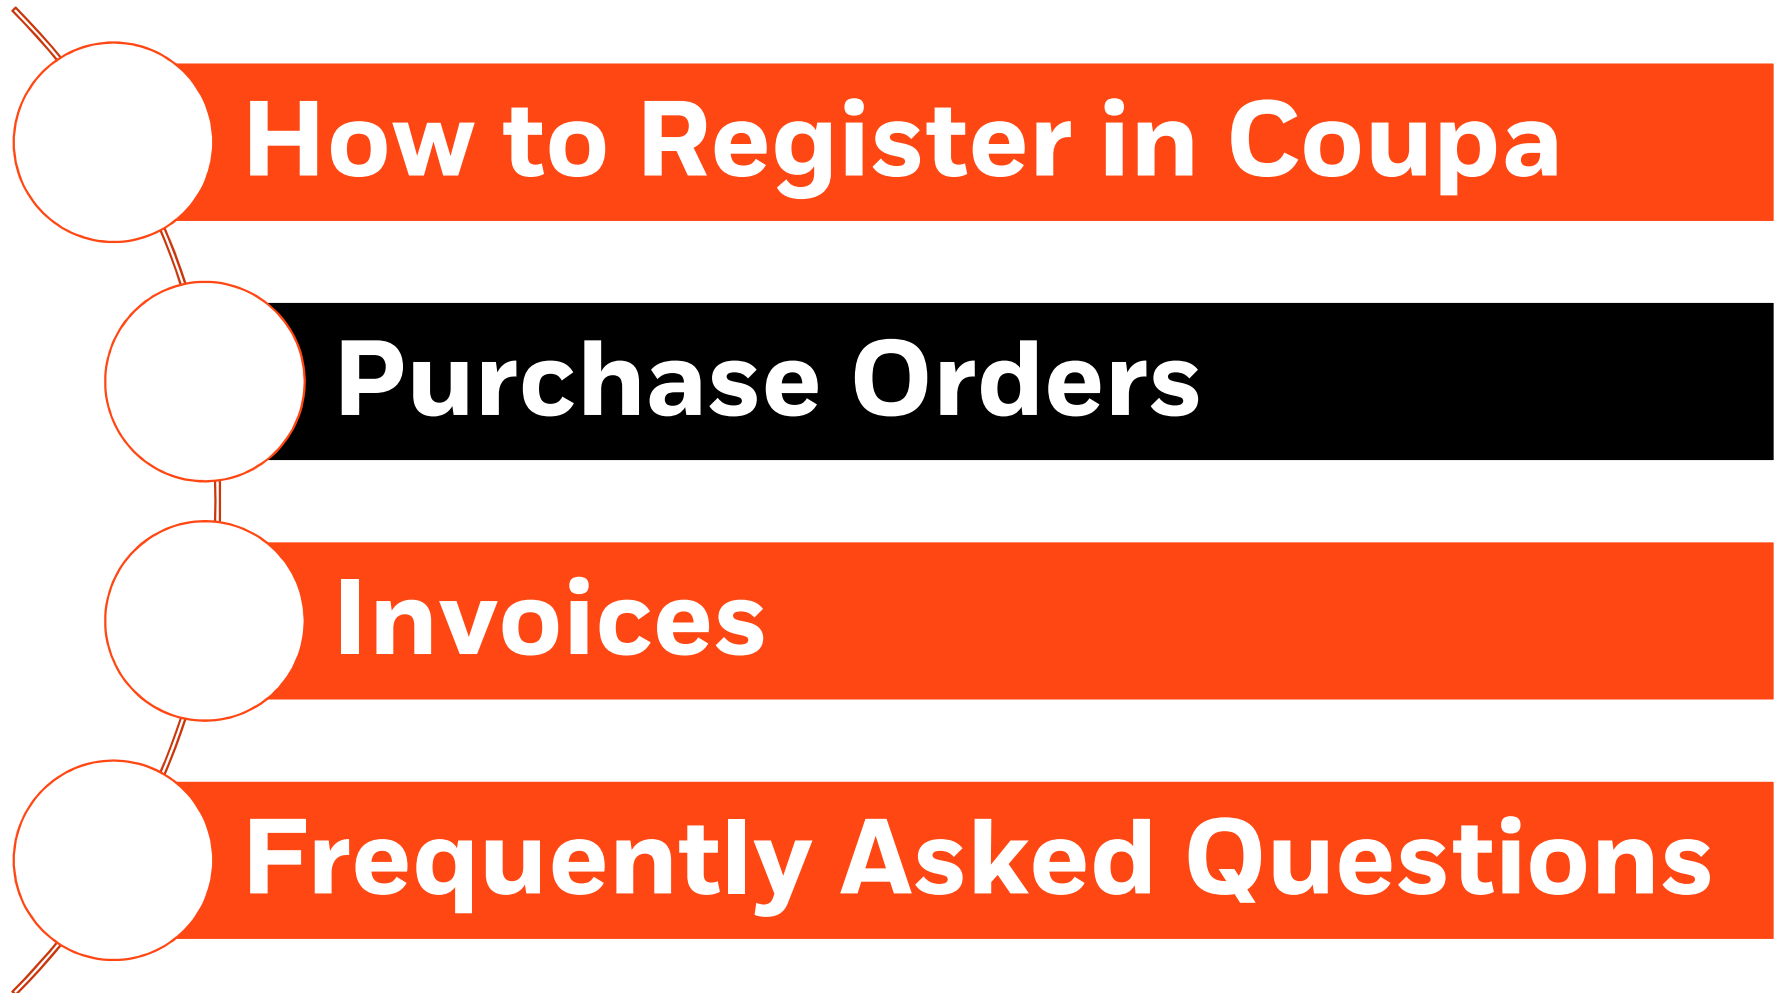 How to Register in Coupa
Purchase Orders
Invoices
Frequently Asked Questions